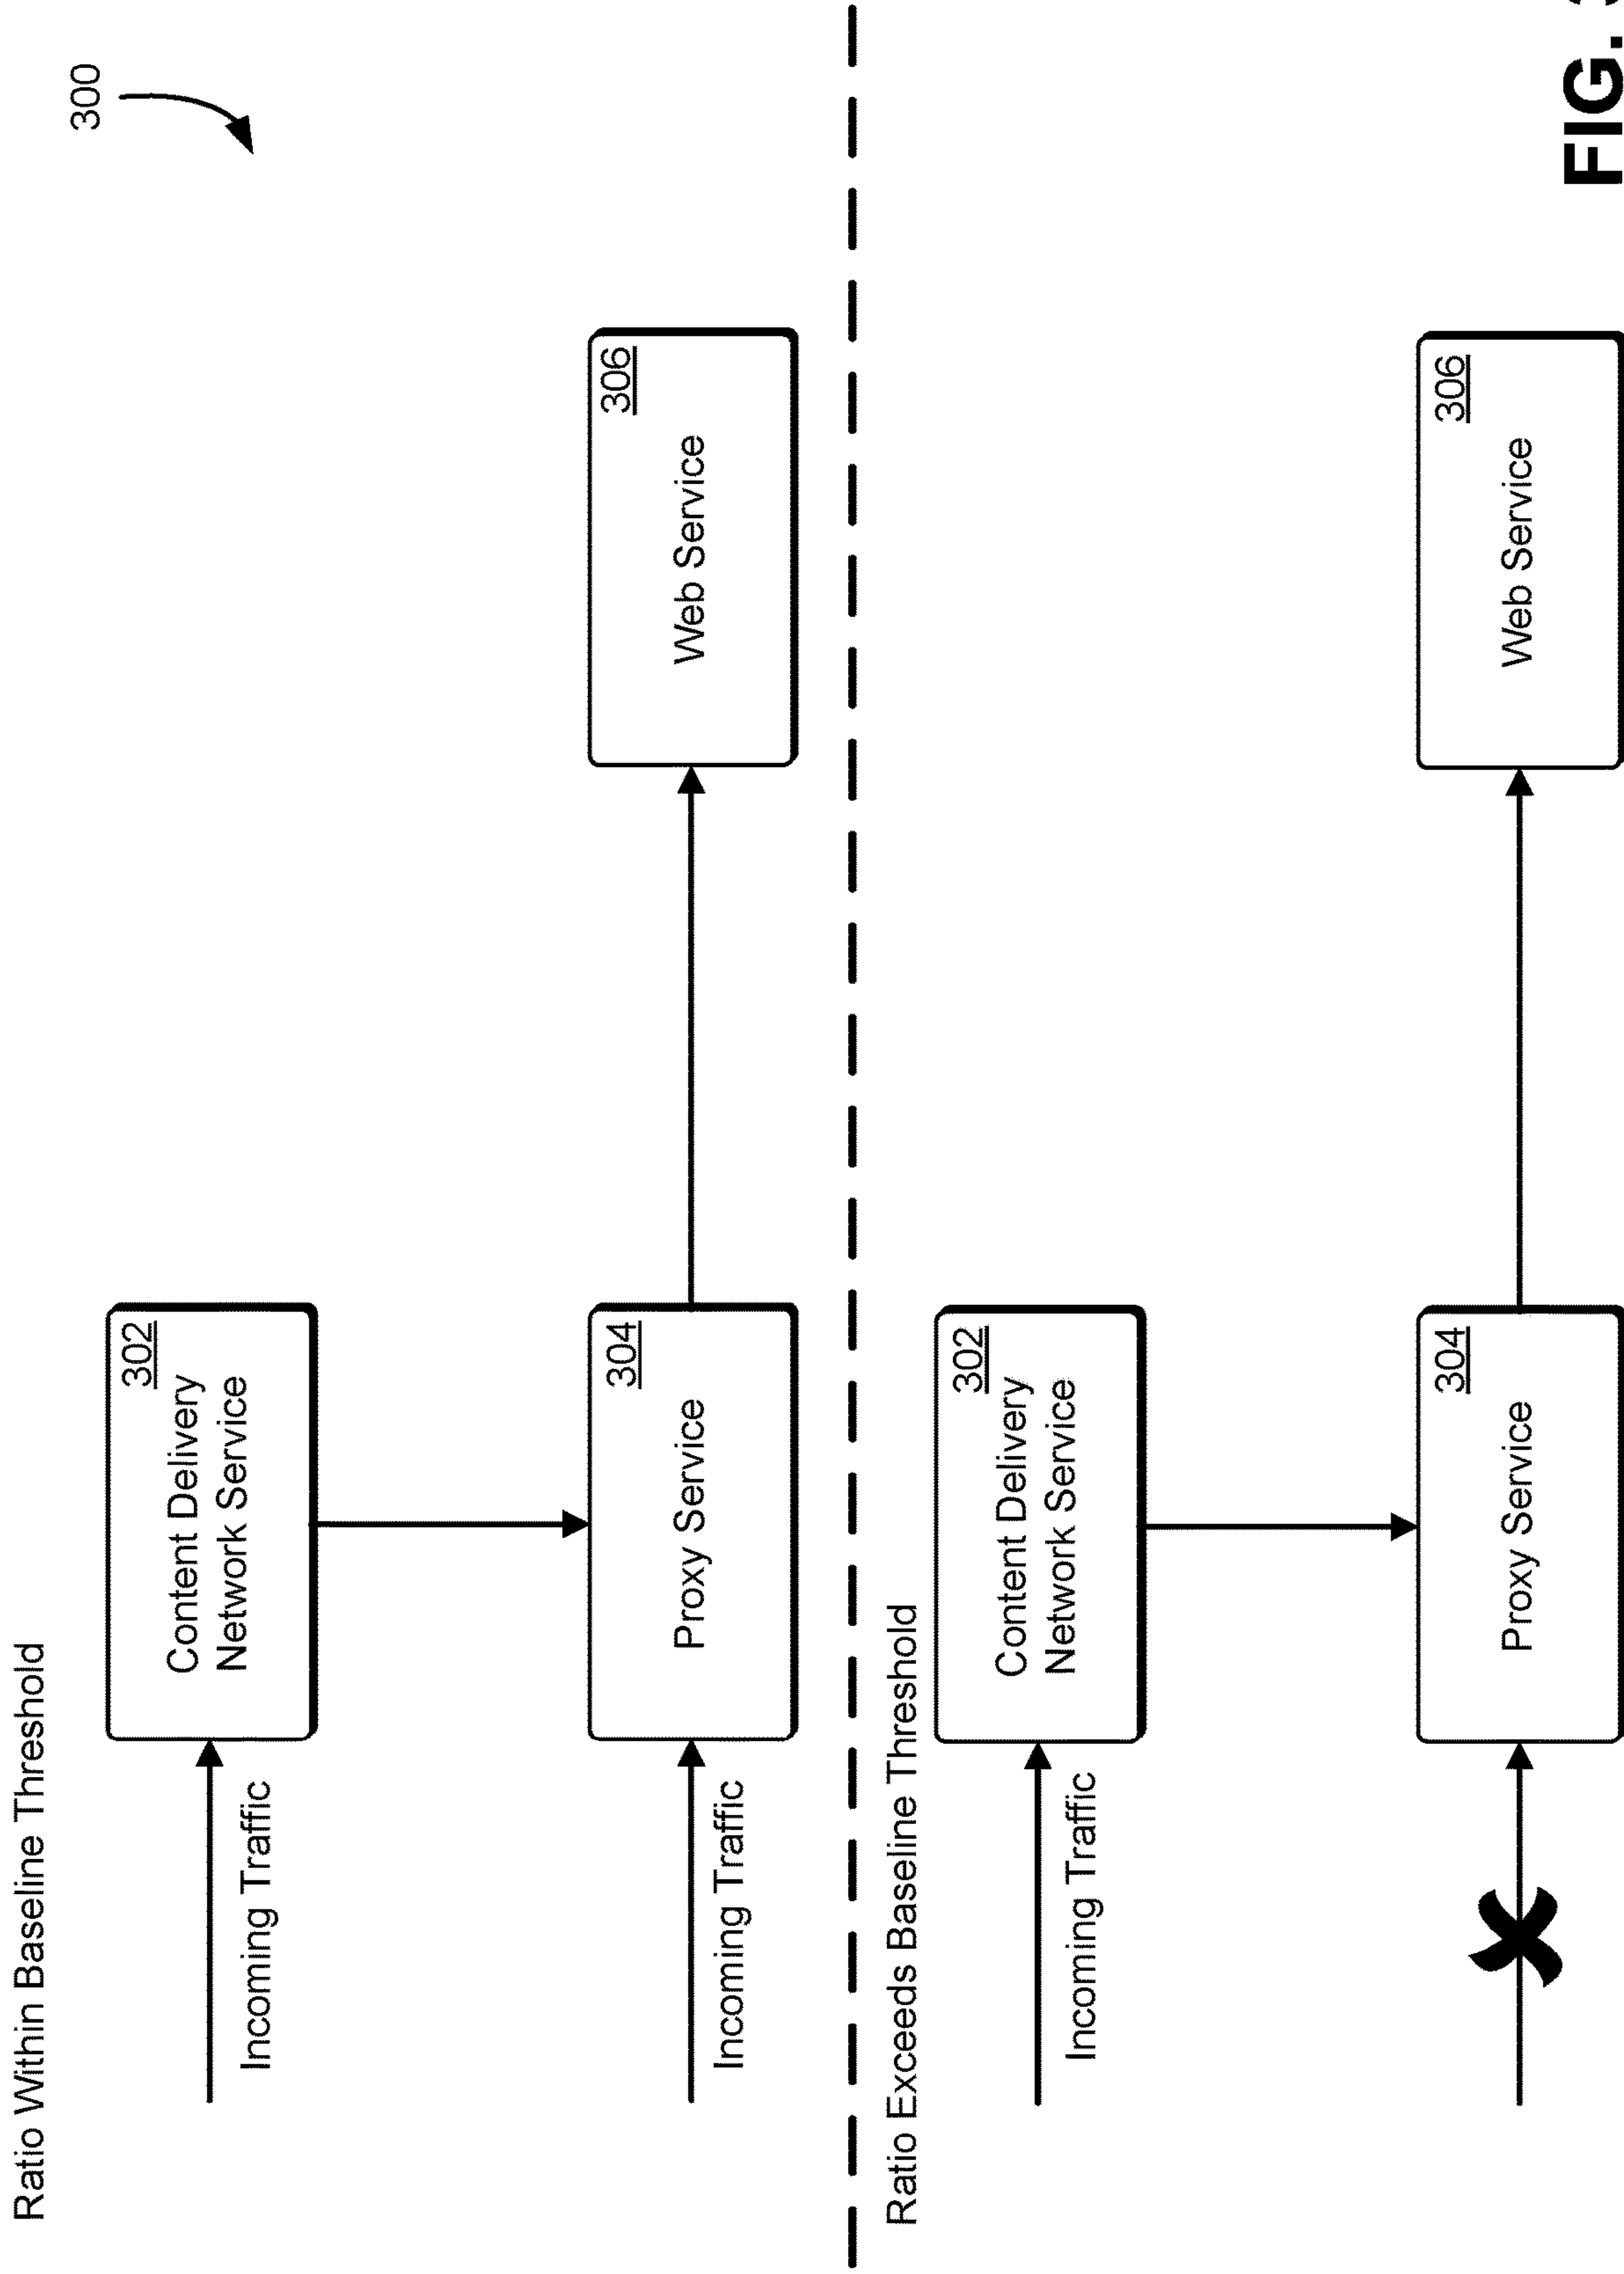 300
Ratio Within Baseline Threshold
302
Content Delivery
Network Service
Incoming Traffic
304
Proxy Service
306
Web Service
Incoming Traffic
Ratio Exceeds Baseline Threshold
302
Content Delivery
Network Service
Incoming Traffic
304
Proxy Service
306
Web Service
FIG.